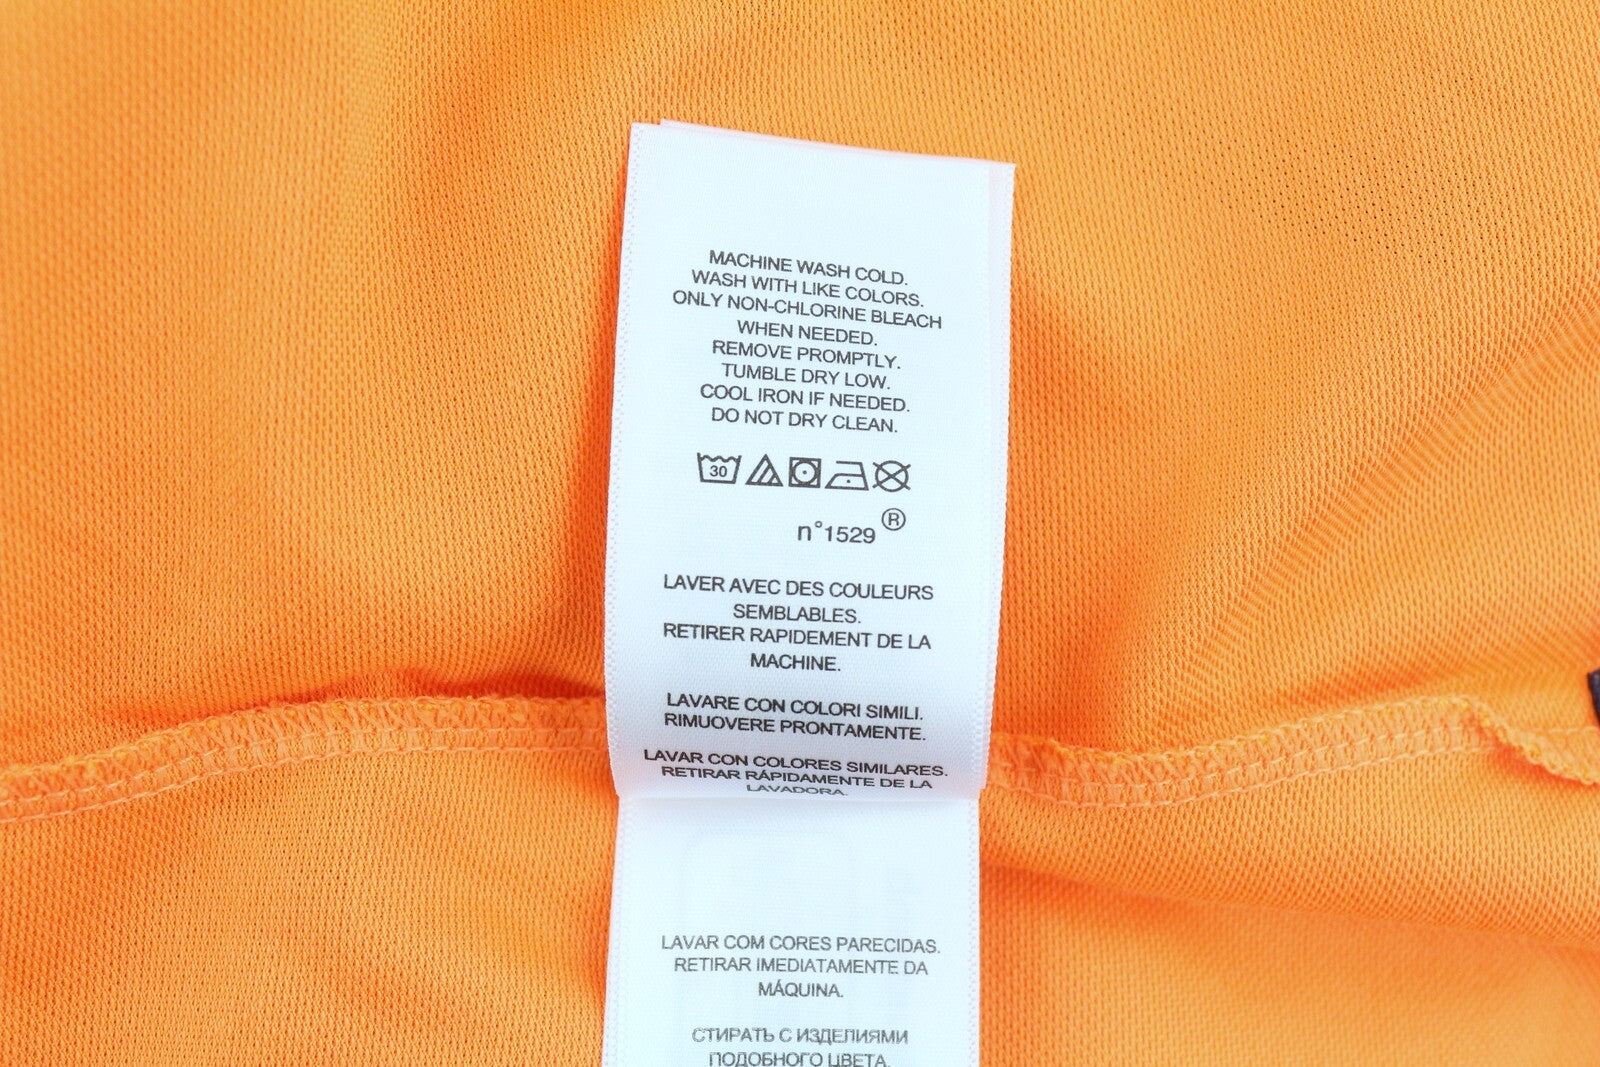 MACHINE WASH COLD.
WASH WITH LIKE COLORS.
ONLY NON-CHLORINE BLEACH
WHEN NEEDED.
REMOVE PROMPTLY.
TUMBLE DRY LOW.
COOL IRON IF NEEDED.
DO NOT DRY CLEAN.
30
n°1529 ®
LAVER AVEC DES COULEURS
SEMBLABLES.
RETIRER RAPIDEMENT DE LA
MACHINE.
LAVARE CON COLORI SIMILI.
RIMUOVERE PRONTAMENTE.
LAVAR CON COLORES SIMILARES.
RETIRAR RÁPIDAMENTE DE LA
LAVADORA.
LAVAR COM CORES PARECIDAS.
RETIRAR IMEDIATAMENTE DA
MÁQUINA.
СТИРАТЬ С ИЗДЕЛИЯМИ
ПОДОБНОГО ЦВЕТА.